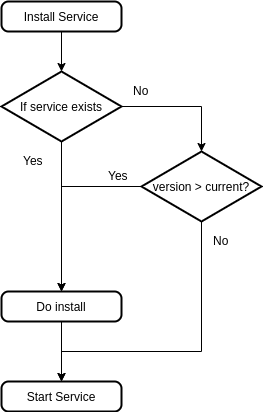 Install Service
If service exists
No
Yes
Yes
version > current?
No
Do install
Start Service